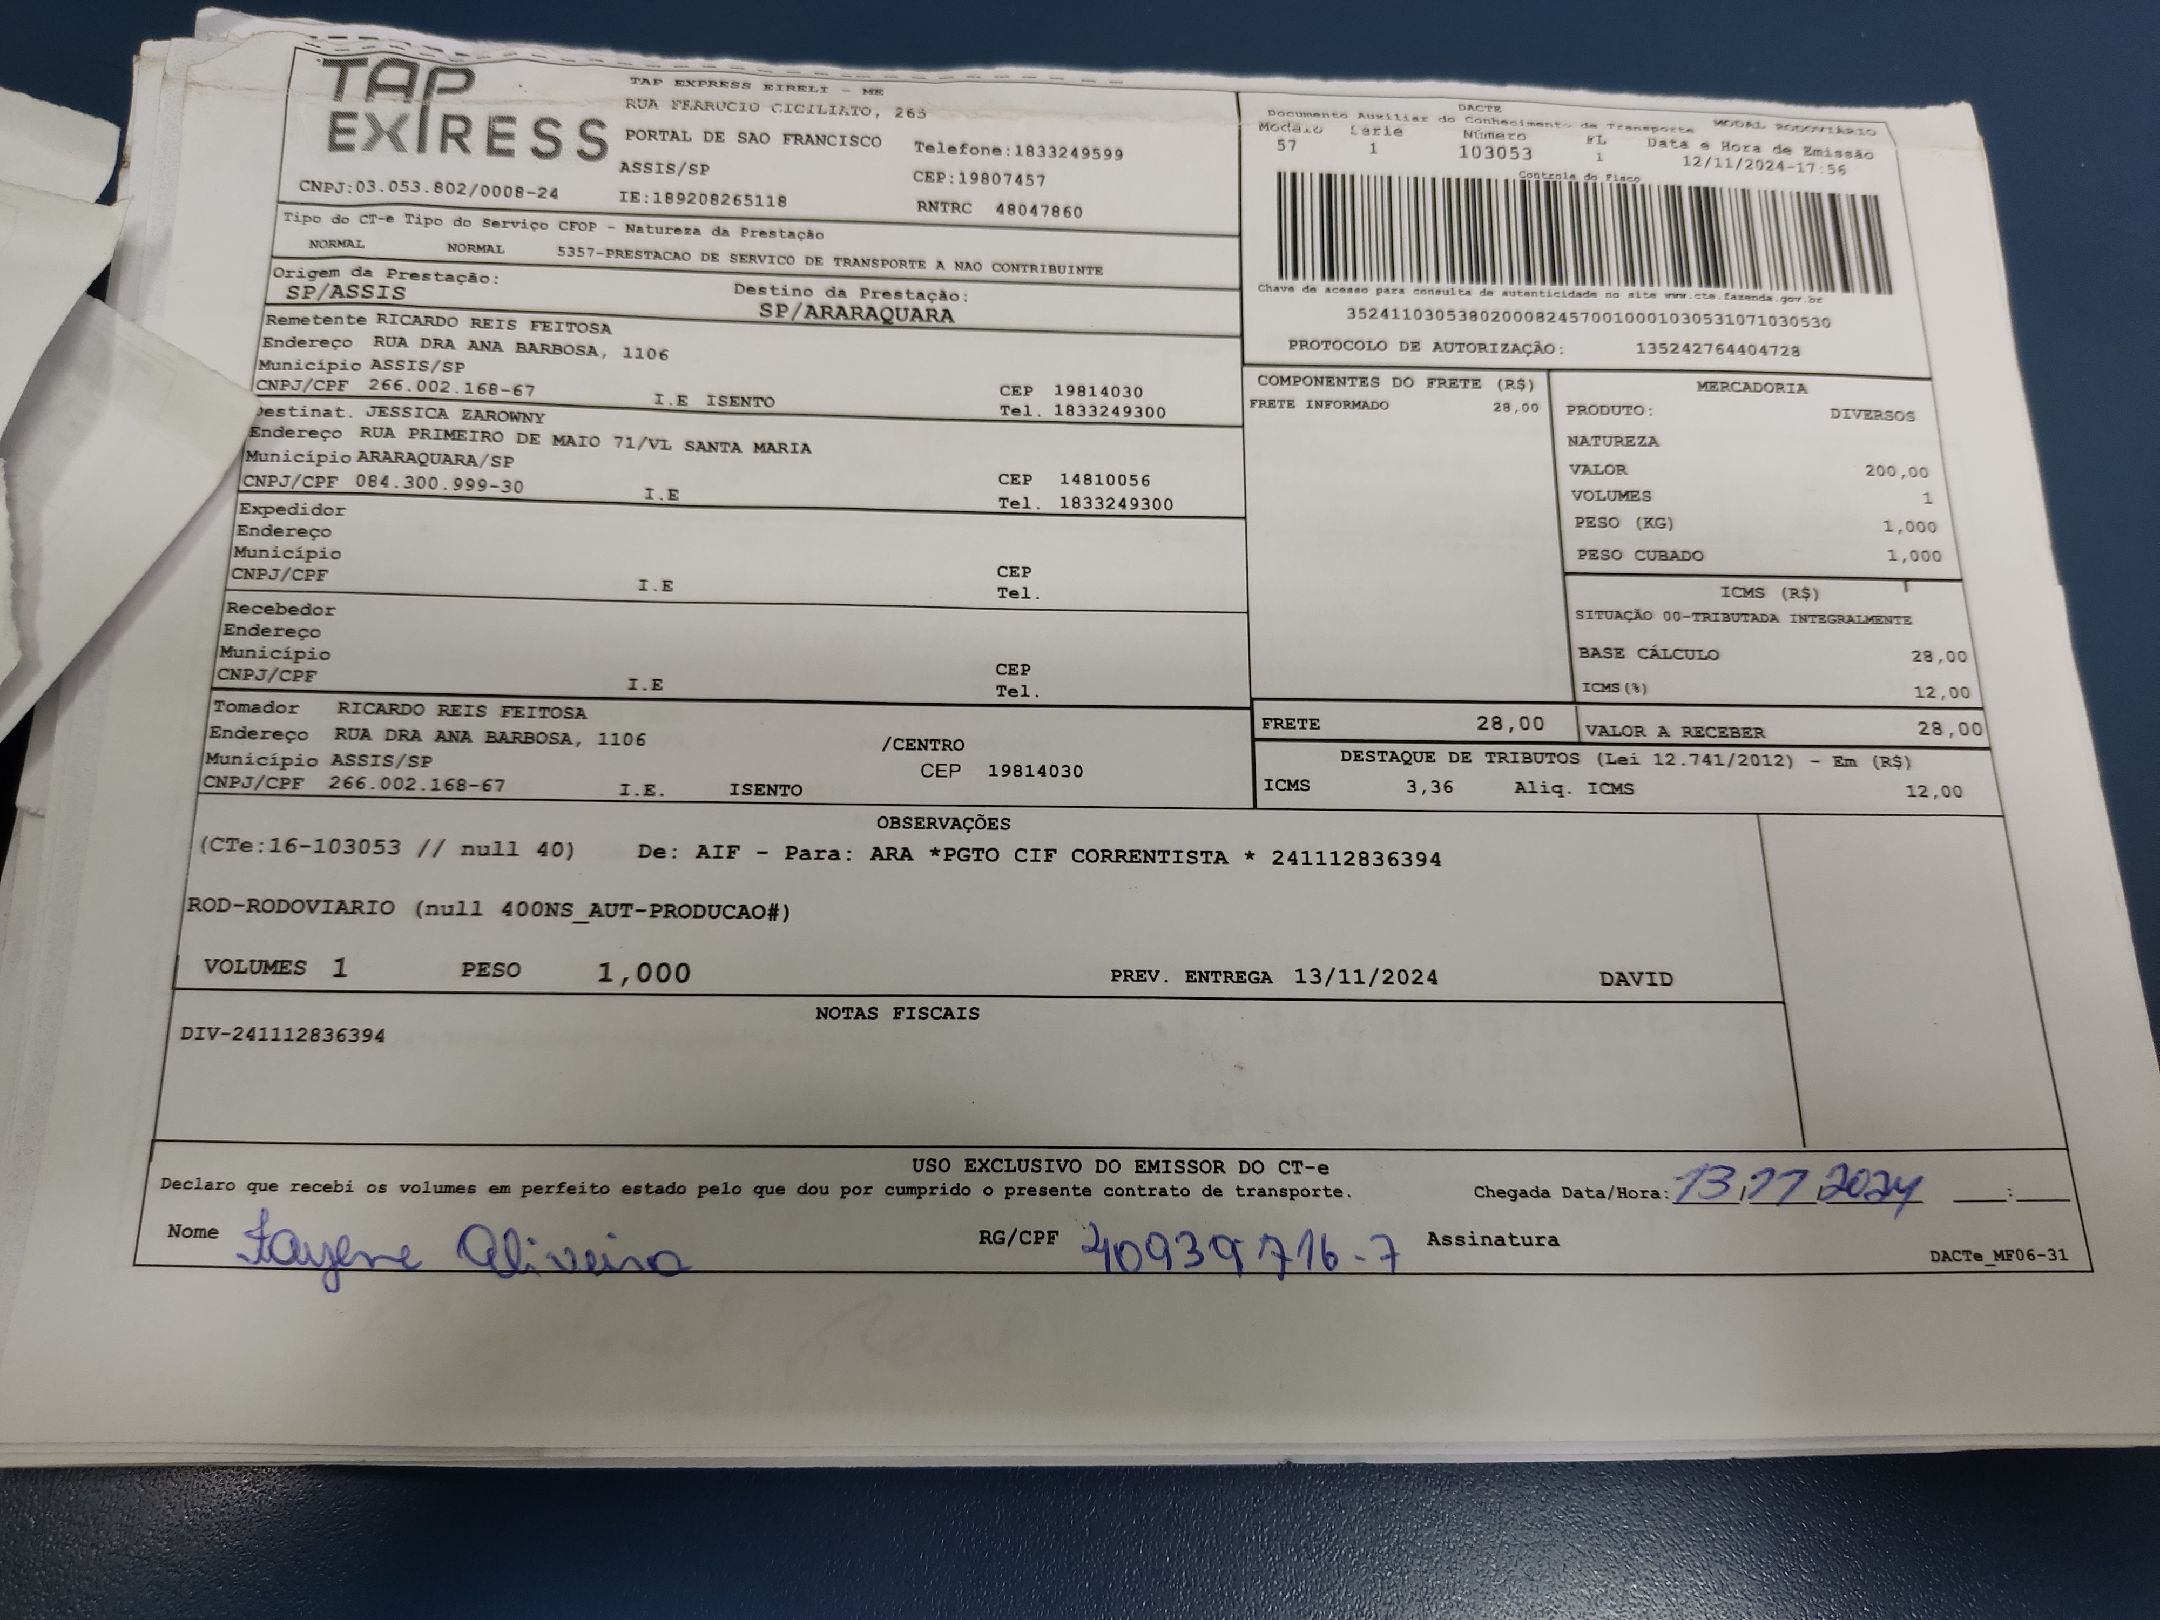 TAP
EXPRESS
TAP EXPRESS EIRELI - ME
RUA FERRUCIO CICILIATO, 265
PORTAL DE SAO FRANCISCO
Telefone:1833249599
ASSIS/SP
CEP:19807457
CNPJ:03.053.802/0008-24
IE:189208265118
RNTRC 48047860
DACTE
Documento Auxiliar do Conhecimento de Transporte MODAL RODOVIÁRIO
Modelo Serie Número FL Data e Hora de Emissão
57 1 103053 1 12/11/2024-17:56
Controle do Fisco
Chave de acesso para consulta de autenticidade no site www.cte.fazenda.gov.br
35241103053802000824570010001030531071030530
PROTOCOLO DE AUTORIZAÇÃO: 135242764404728
Tipo do CT-e Tipo do Serviço CFOP - Natureza da Prestação
NORMAL NORMAL 5357-PRESTACAO DE SERVICO DE TRANSPORTE A NAO CONTRIBUINTE
Origem da Prestação: Destino da Prestação:
SP/ASSIS SP/ARARAQUARA
Remetente RICARDO REIS FEITOSA
Endereço RUA DRA ANA BARBOSA, 1106
Município ASSIS/SP
CEP 19814030
CNPJ/CPF 266.002.168-67 I.E ISENTO Tel. 1833249300
Destinat. JESSICA ZAROWNY
Endereço RUA PRIMEIRO DE MAIO 71/VL SANTA MARIA
Município ARARAQUARA/SP
CEP 14810056
CNPJ/CPF 084.300.999-30 I.E Tel. 1833249300
Expedidor
Endereço
Município
CEP
CNPJ/CPF I.E Tel.
Recebedor
Endereço
Município
CEP
CNPJ/CPF I.E Tel.
Tomador RICARDO REIS FEITOSA
Endereço RUA DRA ANA BARBOSA, 1106 /CENTRO
Município ASSIS/SP CEP 19814030
CNPJ/CPF 266.002.168-67 I.E. ISENTO
COMPONENTES DO FRETE (R$)
FRETE INFORMADO 28,00
MERCADORIA
PRODUTO: DIVERSOS
NATUREZA
VALOR 200,00
VOLUMES 1
PESO (KG) 1,000
PESO CUBADO 1,000
ICMS (R$)
SITUAÇÃO 00-TRIBUTADA INTEGRALMENTE
BASE CÁLCULO 28,00
ICMS(%) 12,00
FRETE 28,00 VALOR A RECEBER 28,00
DESTAQUE DE TRIBUTOS (Lei 12.741/2012) - Em (R$)
ICMS 3,36 Aliq. ICMS 12,00
OBSERVAÇÕES
(CTe:16-103053 // null 40) De: AIF - Para: ARA *PGTO CIF CORRENTISTA * 241112836394
ROD-RODOVIARIO (null 400NS_AUT-PRODUCAO#)
VOLUMES 1 PESO 1,000 PREV. ENTREGA 13/11/2024 DAVID
NOTAS FISCAIS
DIV-241112836394
USO EXCLUSIVO DO EMISSOR DO CT-e
Declaro que recebi os volumes em perfeito estado pelo que dou por cumprido o presente contrato de transporte. Chegada Data/Hora: 13/11/2024 __:__
Nome Oliveira RG/CPF 40939716-7 Assinatura
DACTe_MF06-31